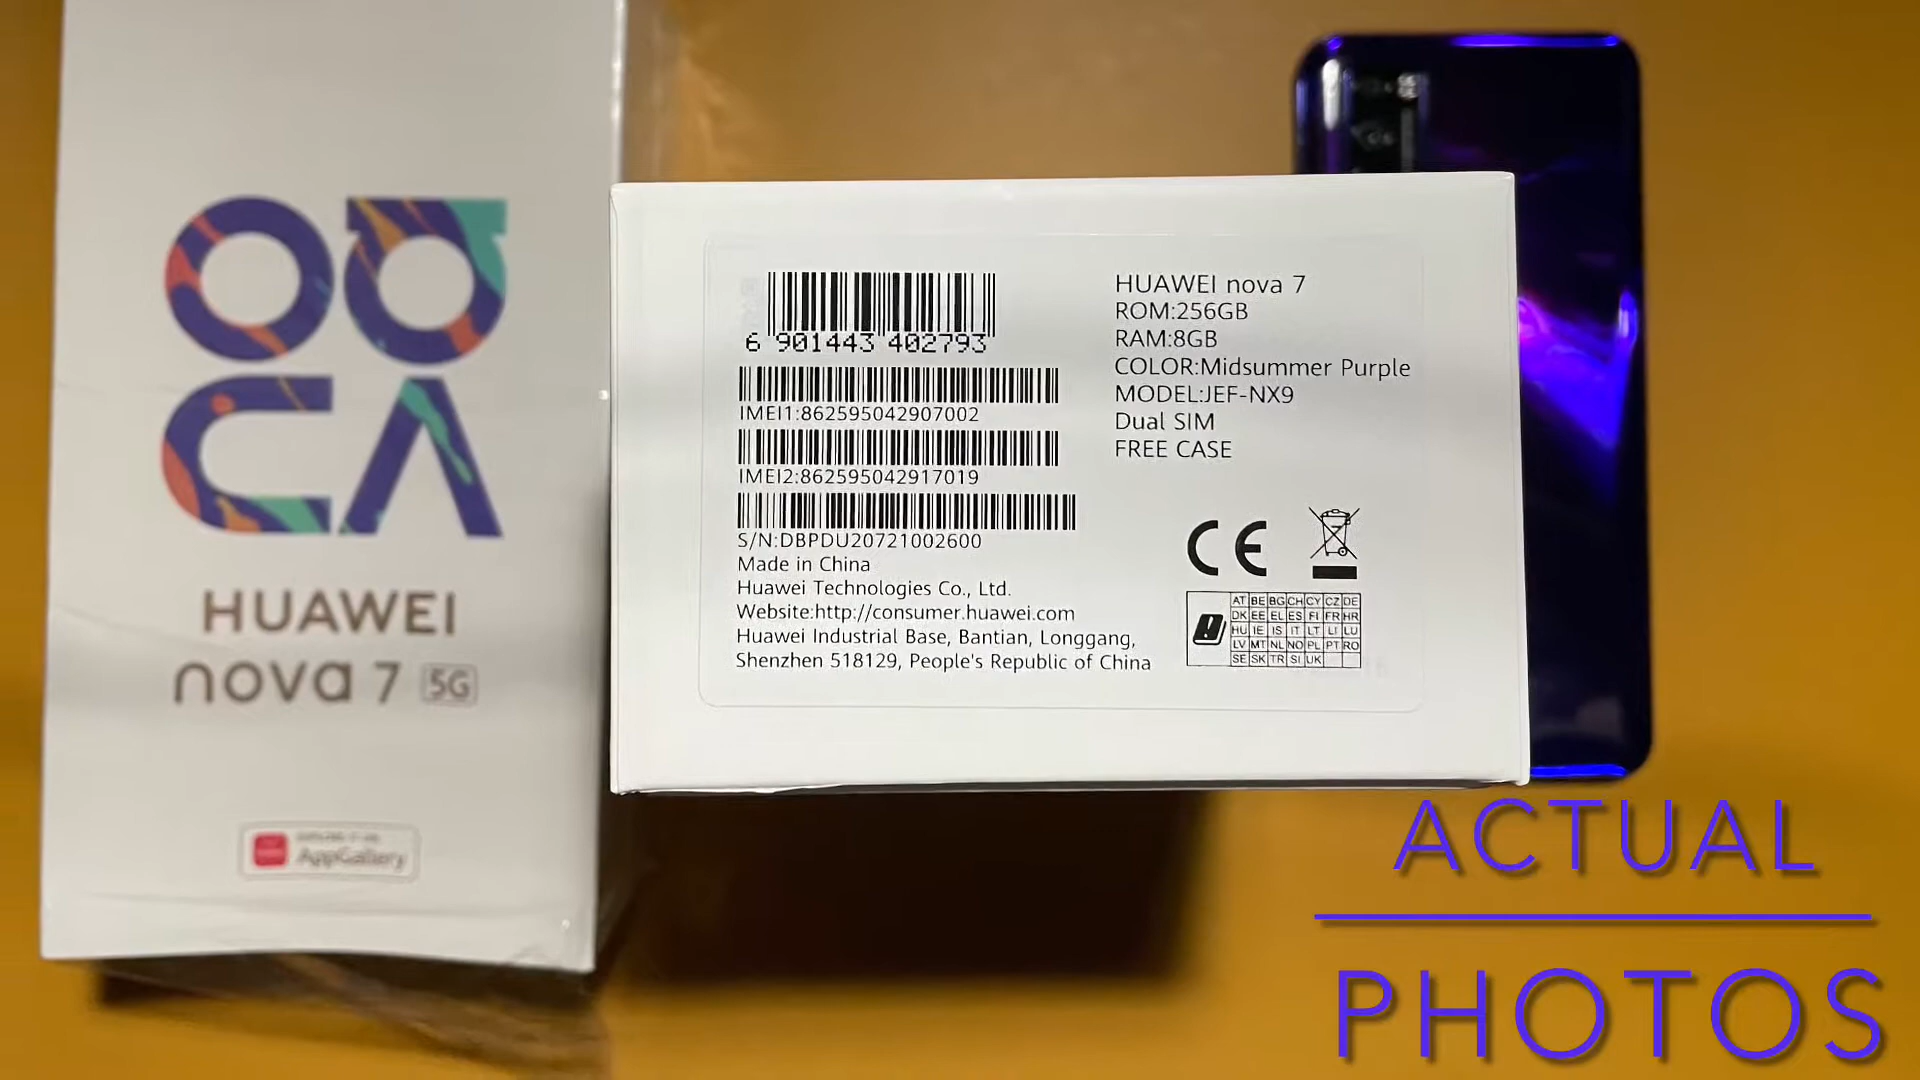 HUAWEI
nova 7 5G
AppGallery
6 901443 402793
IMEI1:862595042907002
IMEI2:862595042917019
S/N:DBPDU20721002600
Made in China
Huawei Technologies Co., Ltd.
Website:http://consumer.huawei.com
Huawei Industrial Base, Bantian, Longgang,
Shenzhen 518129, People's Republic of China
HUAWEI nova 7
ROM:256GB
RAM:8GB
COLOR:Midsummer Purple
MODEL:JEF-NX9
Dual SIM
FREE CASE
CE
AT BE BG CH CY CZ DE
DK EE EL ES FI FR HR
HU IE IS IT LT LI LU
LV MT NL NO PL PT RO
SE SK TR SI UK
ACTUAL
PHOTOS